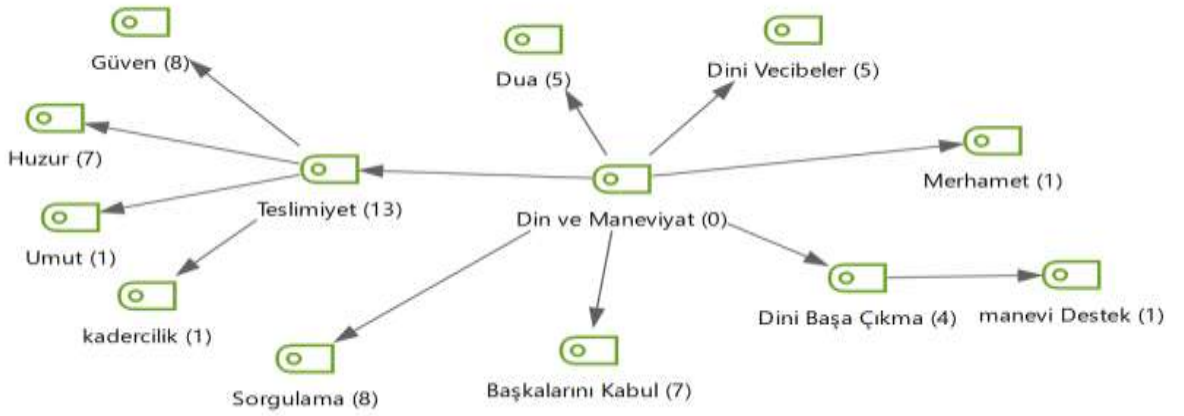 Güven (8)
Dua (5)
Dini Vecibeler (5)
Huzur (7)
Merhamet (1)
Teslimiyet (13)
Din ve Maneviyat (0)
Umut (1)
kadercilik (1)
Dini Başa Çıkma (4)
manevi Destek (1)
Sorgulama (8)
Başkalarını Kabul (7)